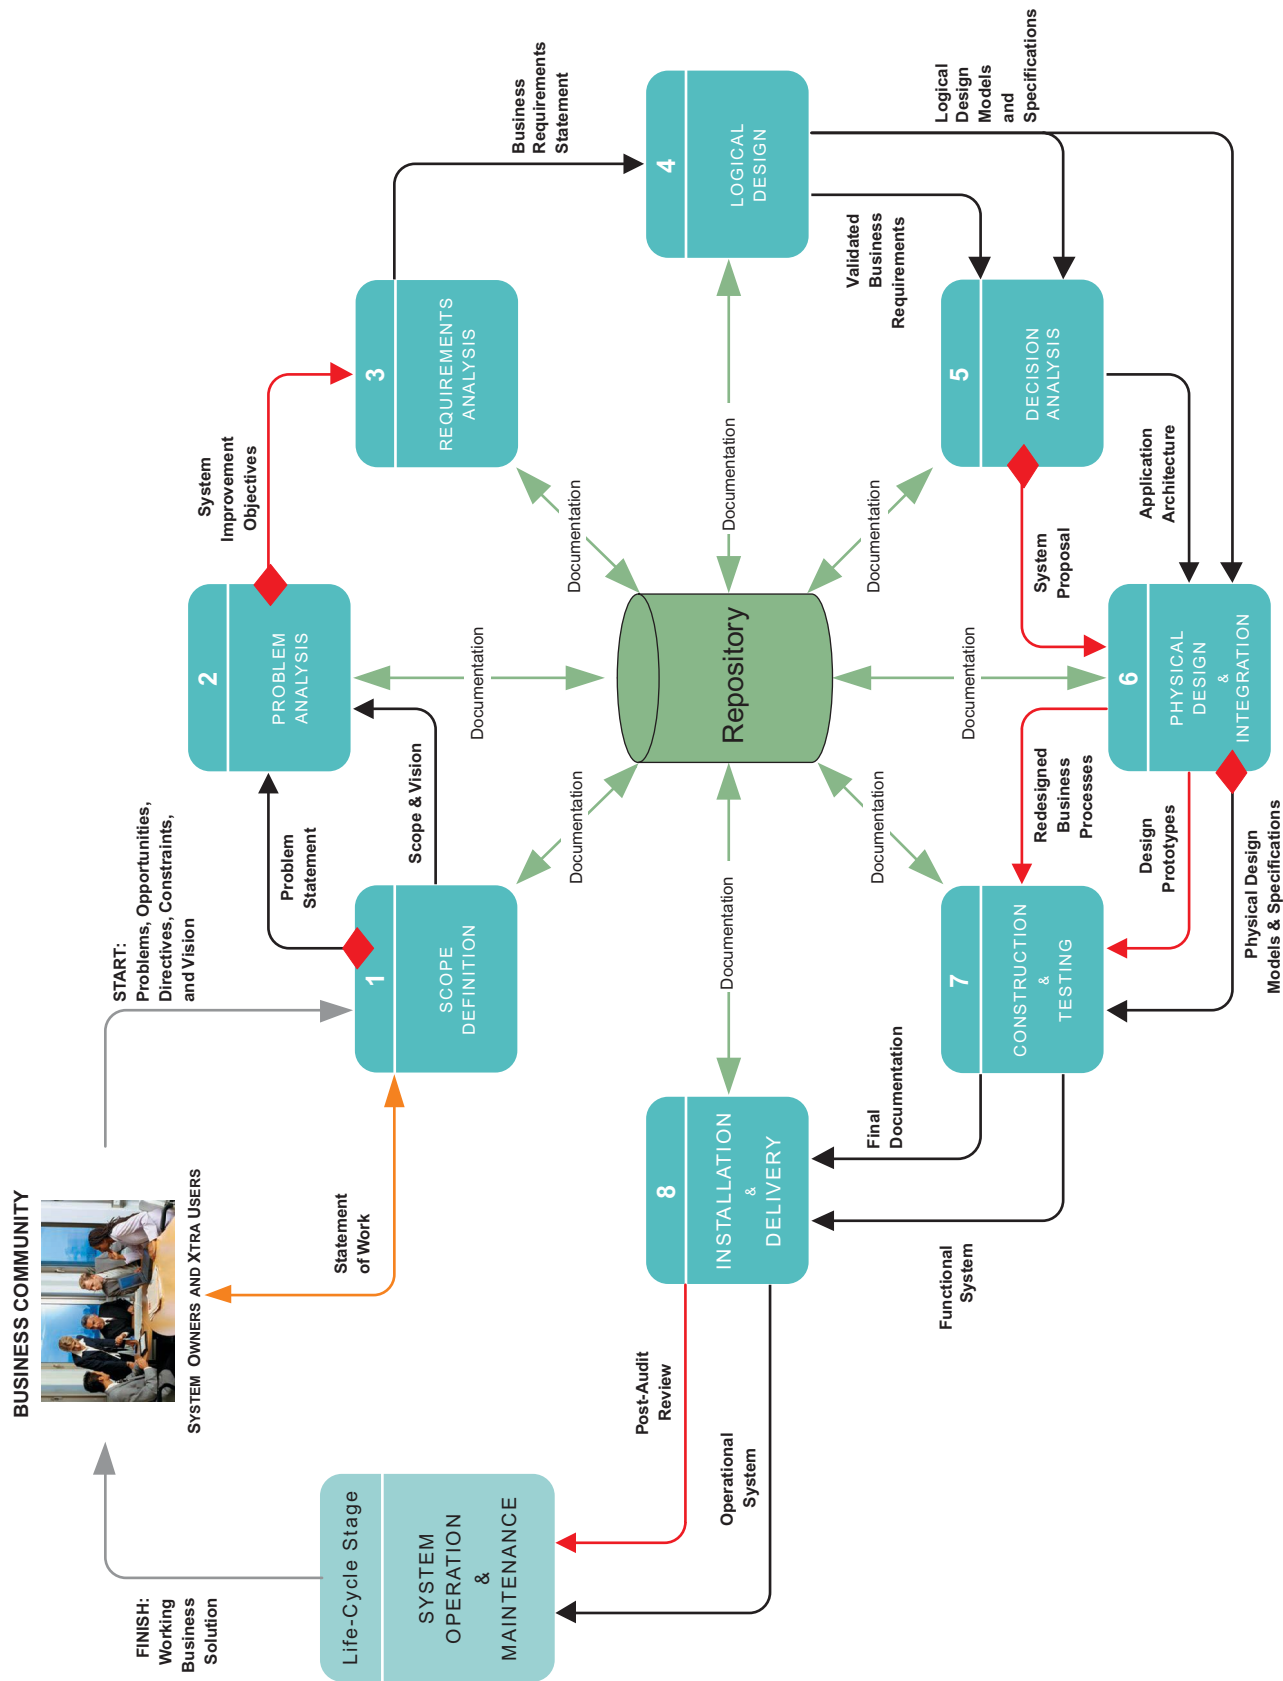 BUSINESS COMMUNITY
SYSTEM OWNERS AND XTRA USERS
START:
Problems, Opportunities,
Directives, Constraints,
and Vision
FINISH:
Working
Business
Solution
Statement
of Work
1
SCOPE
DEFINITION
Problem
Statement
Scope & Vision
2
PROBLEM
ANALYSIS
System
Improvement
Objectives
3
REQUIREMENTS
ANALYSIS
Business
Requirements
Statement
4
LOGICAL
DESIGN
Validated
Business
Requirements
Logical
Design
Models
and
Specifications
5
DECISION
ANALYSIS
System
Proposal
Application
Architecture
6
PHYSICAL
DESIGN
&
INTEGRATION
Redesigned
Business
Processes
Design
Prototypes
Physical Design
Models & Specifications
7
CONSTRUCTION
&
TESTING
Final
Documentation
Functional
System
8
INSTALLATION
&
DELIVERY
Post-Audit
Review
Operational
System
Life-Cycle Stage
SYSTEM
OPERATION
&
MAINTENANCE
Repository
Documentation
Documentation
Documentation
Documentation
Documentation
Documentation
Documentation
Documentation